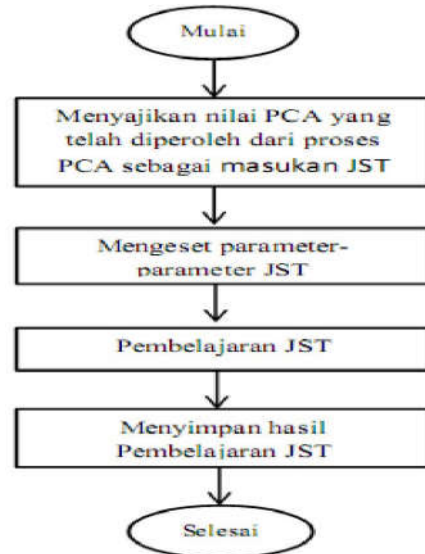 Mulai
Menyajikan nilai PCA yang
telah diperoleh dari proses
PCA sebagai masukan JST
Mengeset parameter-
parameter JST
Pembelajaran JST
Menyimpan hasil
Pembelajaran JST
Selesai